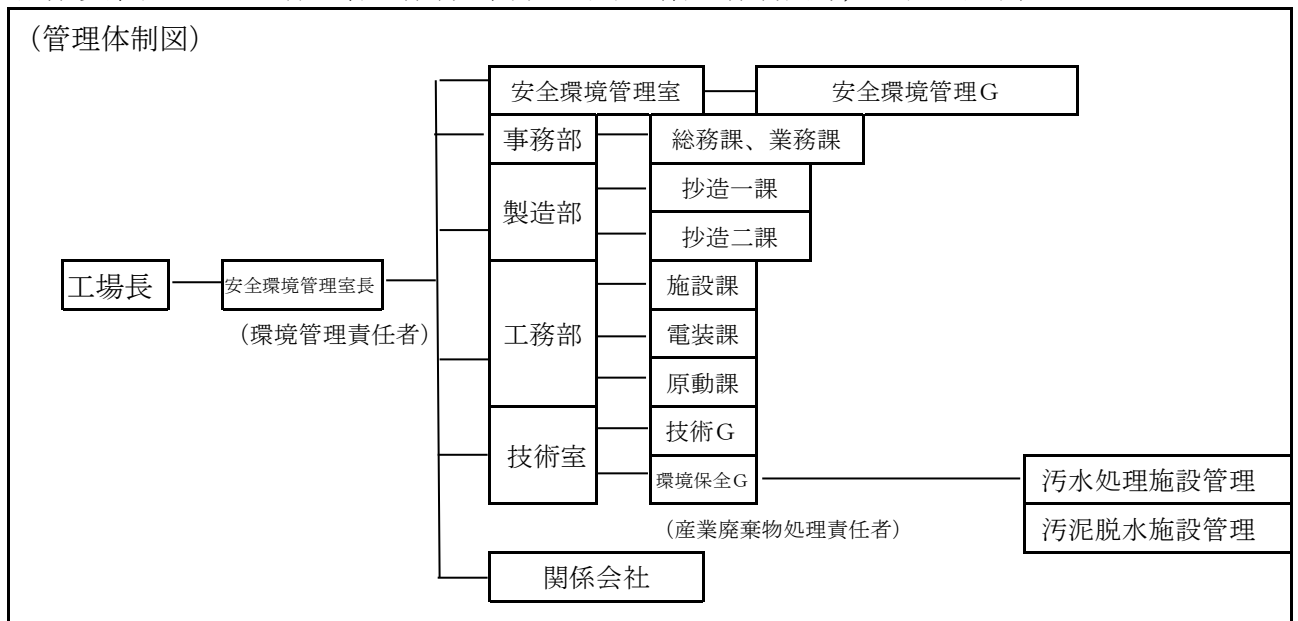 （管理体制図）
安全環境管理室
安全環境管理Ｇ
事務部
総務課、業務課
製造部
抄造一課
抄造二課
工場長
安全環境管理室長
（環境管理責任者）
工務部
施設課
電装課
原動課
技術室
技術Ｇ
環境保全Ｇ
（産業廃棄物処理責任者）
汚水処理施設管理
汚泥脱水施設管理
関係会社